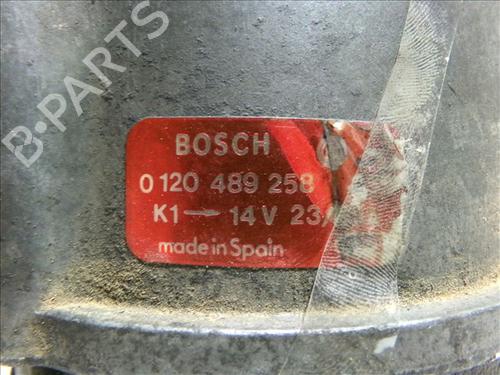 B-PARTS
BOSCH
0 120 489 258
K1→ 14V 23
made in Spain